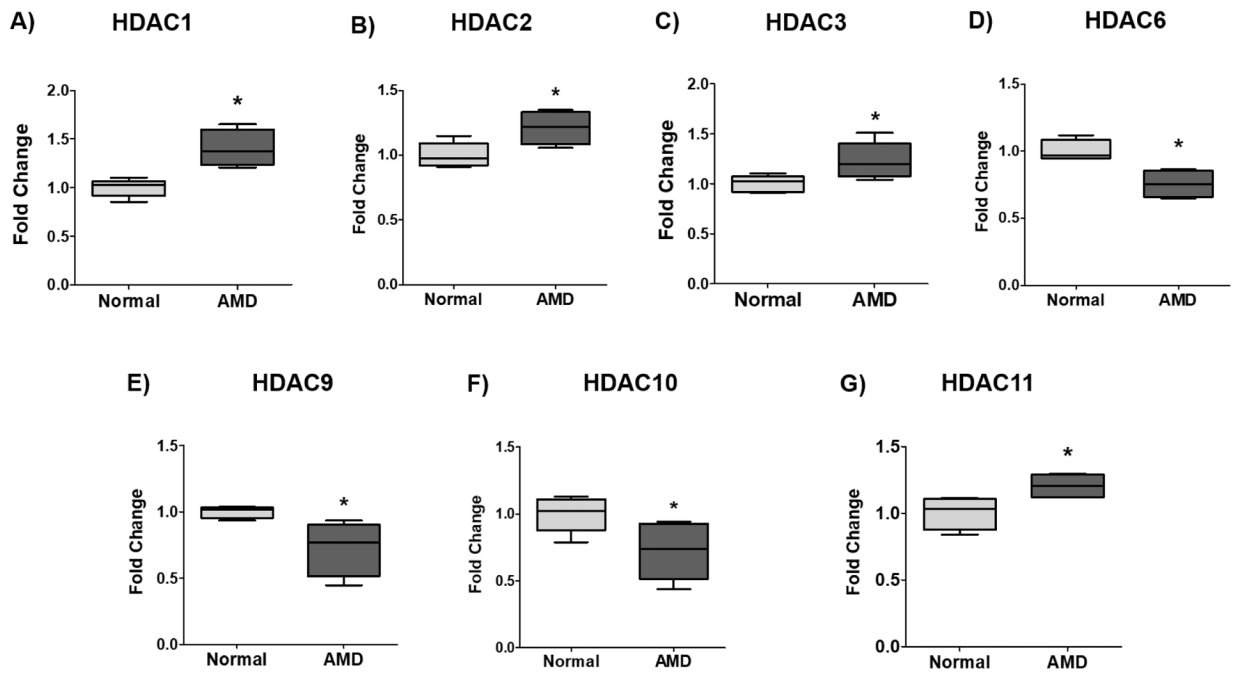 A) HDAC1
B) HDAC2
C) HDAC3
D) HDAC6
Fold Change
2.0
1.5
1.0
0.5
0.0
*
Normal AMD
Fold Change
1.5
1.0
0.5
0.0
*
Normal AMD
Fold Change
2.0
1.5
1.0
0.5
0.0
*
Normal AMD
Fold Change
1.5
1.0
0.5
0.0
*
Normal AMD
E) HDAC9
F) HDAC10
G) HDAC11
Fold Change
1.5
1.0
0.5
0.0
*
Normal AMD
Fold Change
1.5
1.0
0.5
0.0
*
Normal AMD
Fold Change
1.5
1.0
0.5
0.0
*
Normal AMD